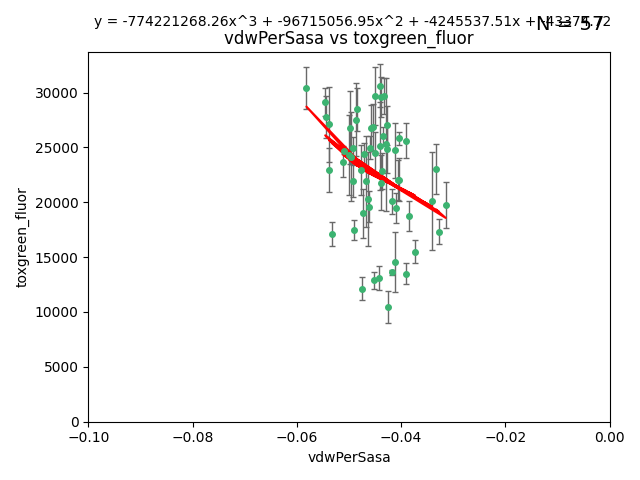 y = -774221268.26x^3 + -96715056.95x^2 + -4245537.51x +
N = 57
vdwPerSasa vs toxgreen_fluor
30000
25000
20000
15000
10000
5000
0
toxgreen_fluor
−0.10 −0.08 −0.06 −0.04 −0.02 0.00
vdwPerSasa